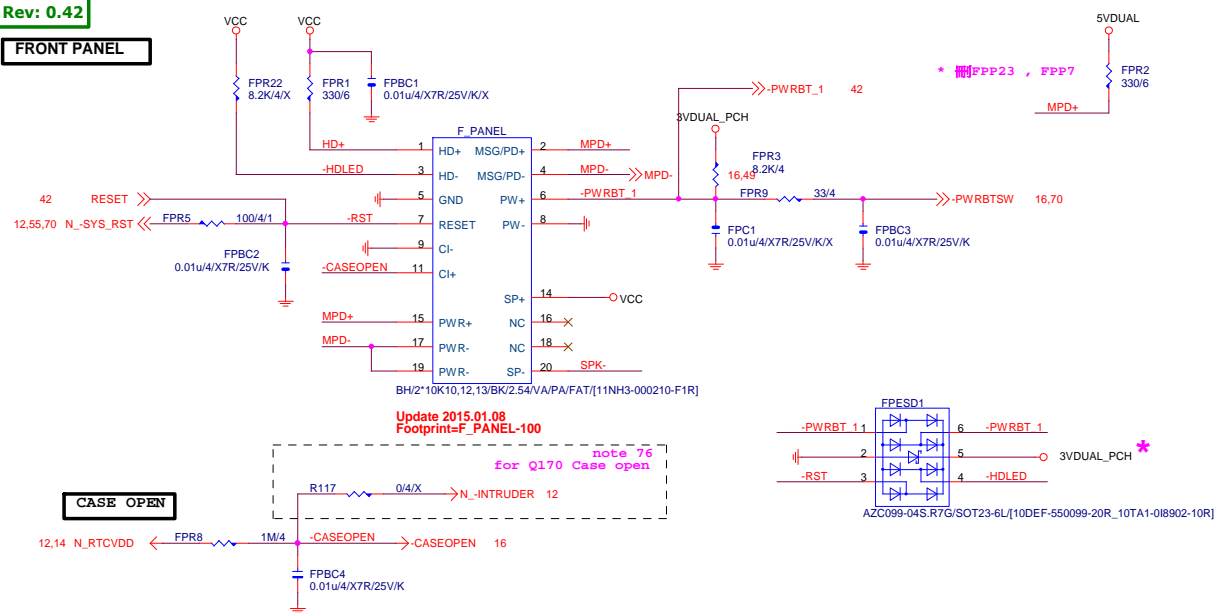 Rev: 0.42
FRONT PANEL
VCC
VCC
5VDUAL
FPR22
8.2K/4/X
FPR1
330/6
FPBC1
0.01u/4/X7R/25V/K/X
* 刪FPP23 , FPP7
FPR2
330/6
MPD+
-PWRBT_1 42
3VDUAL_PCH
F_PANEL
HD+ 1 HD+ MSG/PD+ 2 MPD+
-HDLED 3 HD- MSG/PD- 4 MPD- MPD- 16,49
FPR3
8.2K/4
5 GND PW+ 6 -PWRBT_1
FPR9 33/4
-PWRBTSW 16,70
42 RESET
12,55,70 N_-SYS_RST FPR5 100/4/1 -RST 7 RESET PW- 8
9 CI-
-CASEOPEN 11 CI+
FPBC2
0.01u/4/X7R/25V/K
FPC1
0.01u/4/X7R/25V/K/X
FPBC3
0.01u/4/X7R/25V/K
SP+ 14 VCC
MPD+ 15 PWR+ NC 16
MPD- 17 PWR- NC 18
19 PWR- SP- 20 SPK-
BH/2*10K10,12,13/BK/2.54/VA/PA/FAT/[11NH3-000210-F1R]
Update 2015.01.08
Footprint=F_PANEL-100
FPESD1
-PWRBT_1 1 6 -PWRBT_1
2 5 3VDUAL_PCH *
-RST 3 4 -HDLED
AZC099-04S.R7G/SOT23-6L/[10DEF-550099-20R_10TA1-0I8902-10R]
note 76
for Q170 Case open
R117 0/4/X N_-INTRUDER 12
CASE OPEN
12,14 N_RTCVDD FPR8 1M/4 -CASEOPEN -CASEOPEN 16
FPBC4
0.01u/4/X7R/25V/K